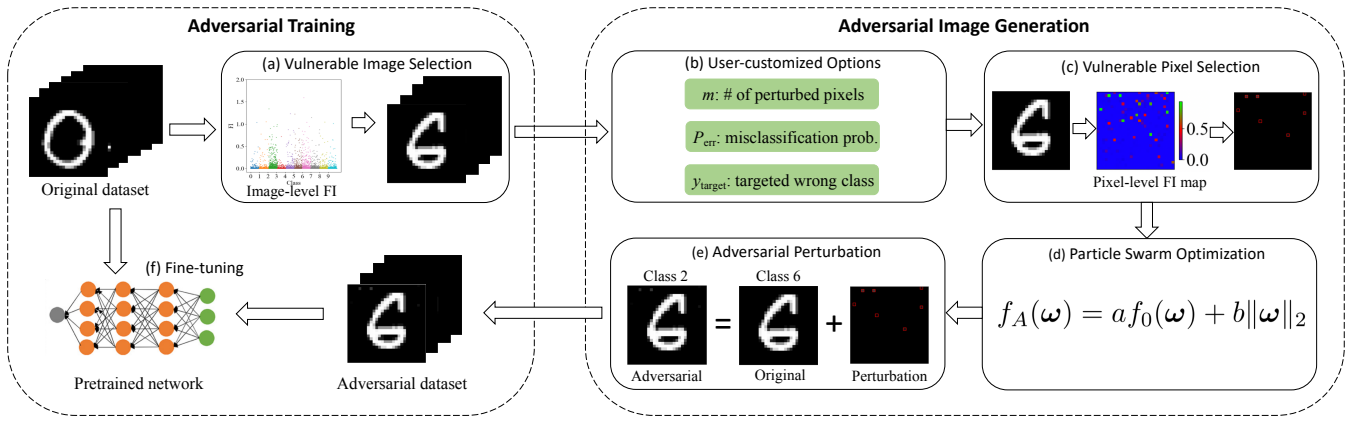 Adversarial Training
Adversarial Image Generation
(a) Vulnerable Image Selection
2.0
1.5
1.0
0.5
0.0
FI
0 1 2 3 4 5 6 7 8 9
Class
Image-level FI
Original dataset
(b) User-customized Options
m: # of perturbed pixels
P_err: misclassification prob.
y_target: targeted wrong class
(c) Vulnerable Pixel Selection
0.5
0.0
Pixel-level FI map
(d) Particle Swarm Optimization
f_A(ω) = af_0(ω) + b‖ω‖_2
(e) Adversarial Perturbation
Class 2
Class 6
=
+
Adversarial
Original
Perturbation
(f) Fine-tuning
Pretrained network
Adversarial dataset